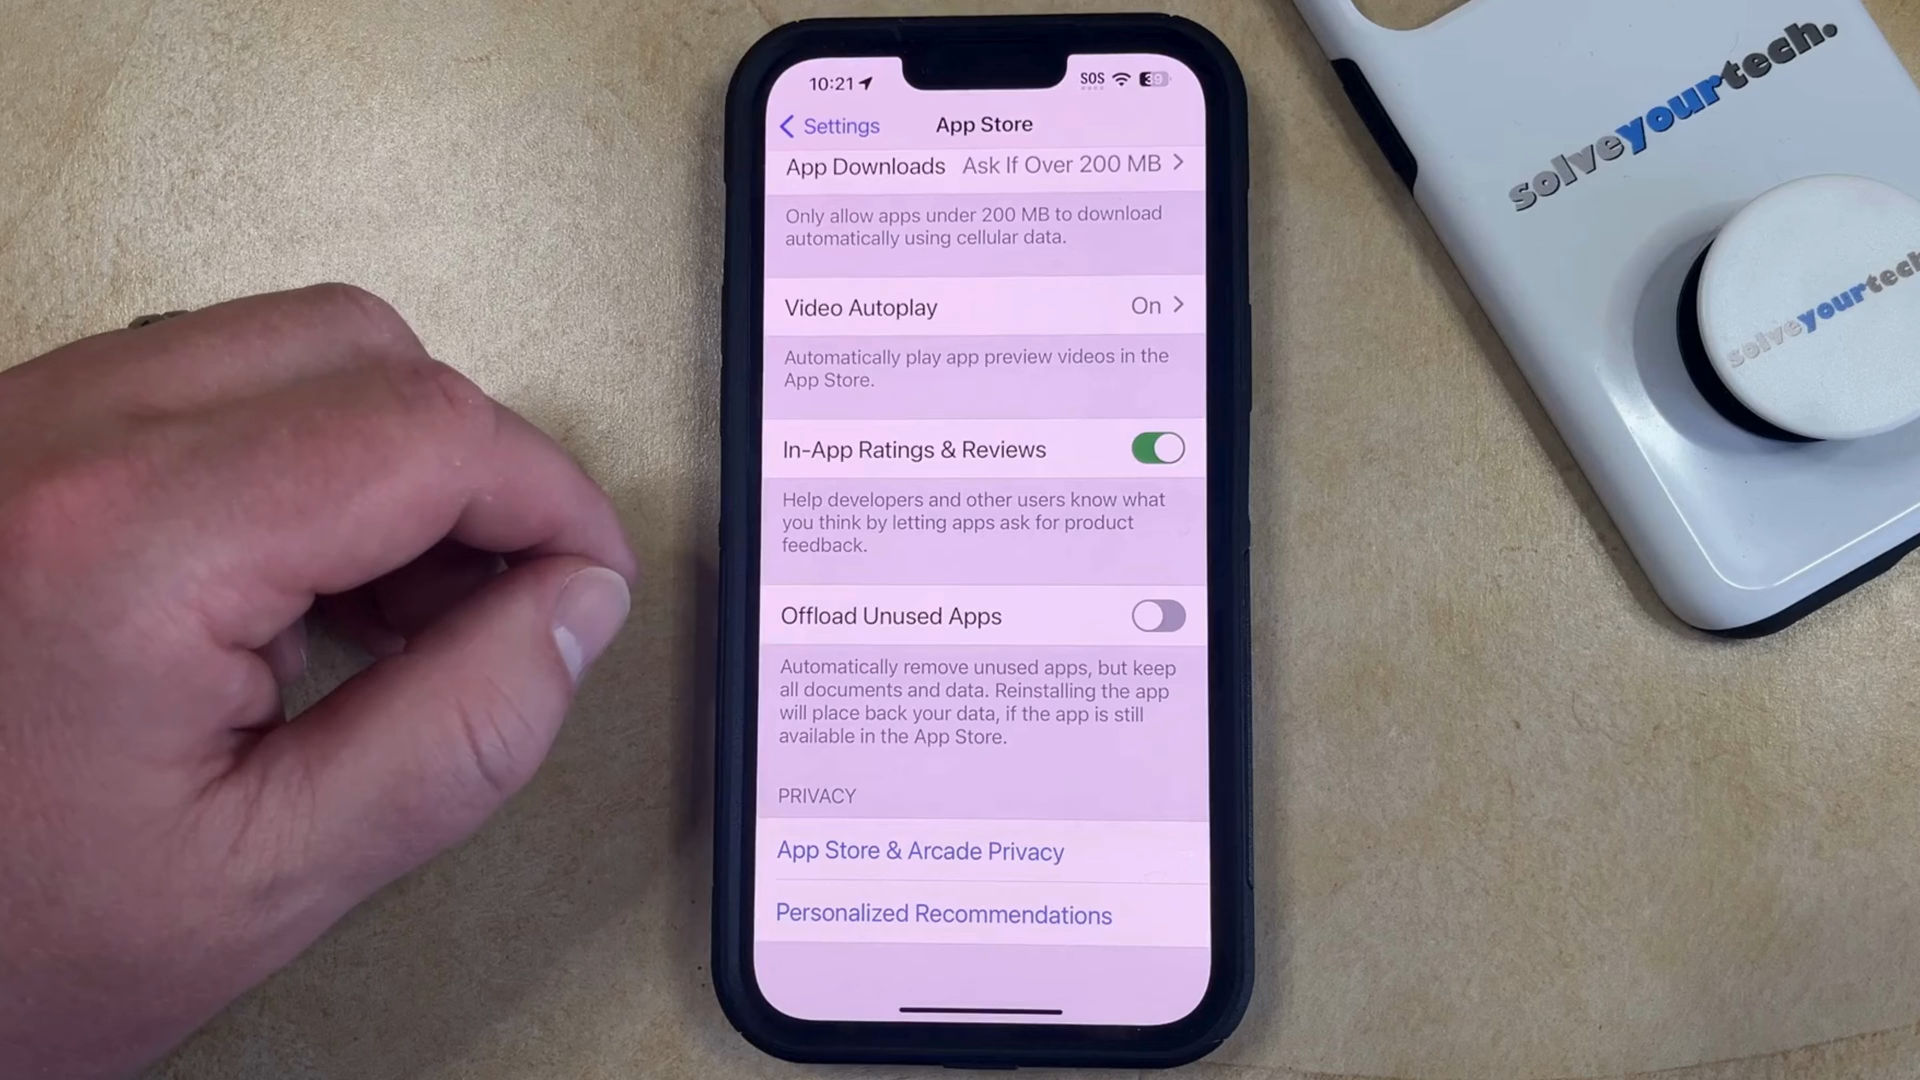 solveyourtech.
solveyourtech
10:21
SOS
39
Settings
App Store
App Downloads Ask If Over 200 MB
Only allow apps under 200 MB to download
automatically using cellular data.
Video Autoplay On
Automatically play app preview videos in the
App Store.
In-App Ratings & Reviews
Help developers and other users know what
you think by letting apps ask for product
feedback.
Offload Unused Apps
Automatically remove unused apps, but keep
all documents and data. Reinstalling the app
will place back your data, if the app is still
available in the App Store.
PRIVACY
App Store & Arcade Privacy
Personalized Recommendations